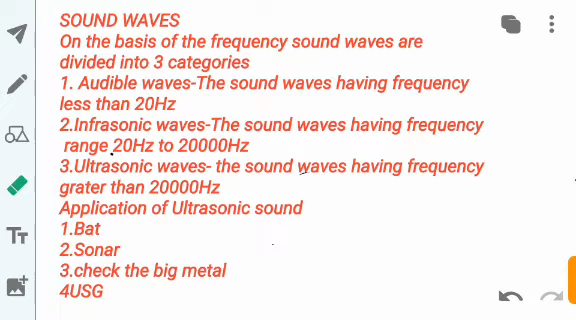 SOUND WAVES
On the basis of the frequency sound waves are
divided into 3 categories
1. Audible waves-The sound waves having frequency
less than 20Hz
2.Infrasonic waves-The sound waves having frequency
range 20Hz to 20000Hz
3.Ultrasonic waves- the sound waves having frequency
grater than 20000Hz
Application of Ultrasonic sound
1.Bat
2.Sonar
3.check the big metal
4USG
TT